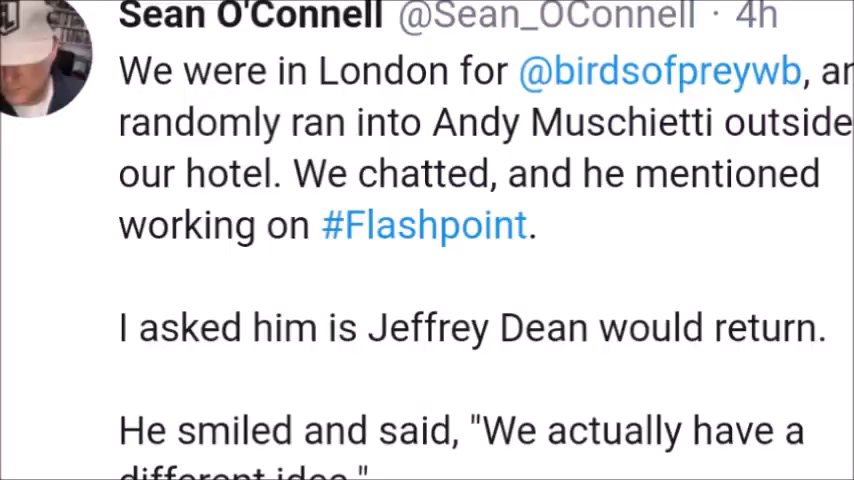 Sean O'Connell @Sean_OConnell · 4h
We were in London for @birdsofpreywb, an
randomly ran into Andy Muschietti outside
our hotel. We chatted, and he mentioned
working on #Flashpoint.
I asked him is Jeffrey Dean would return.
He smiled and said, "We actually have a
different idea."